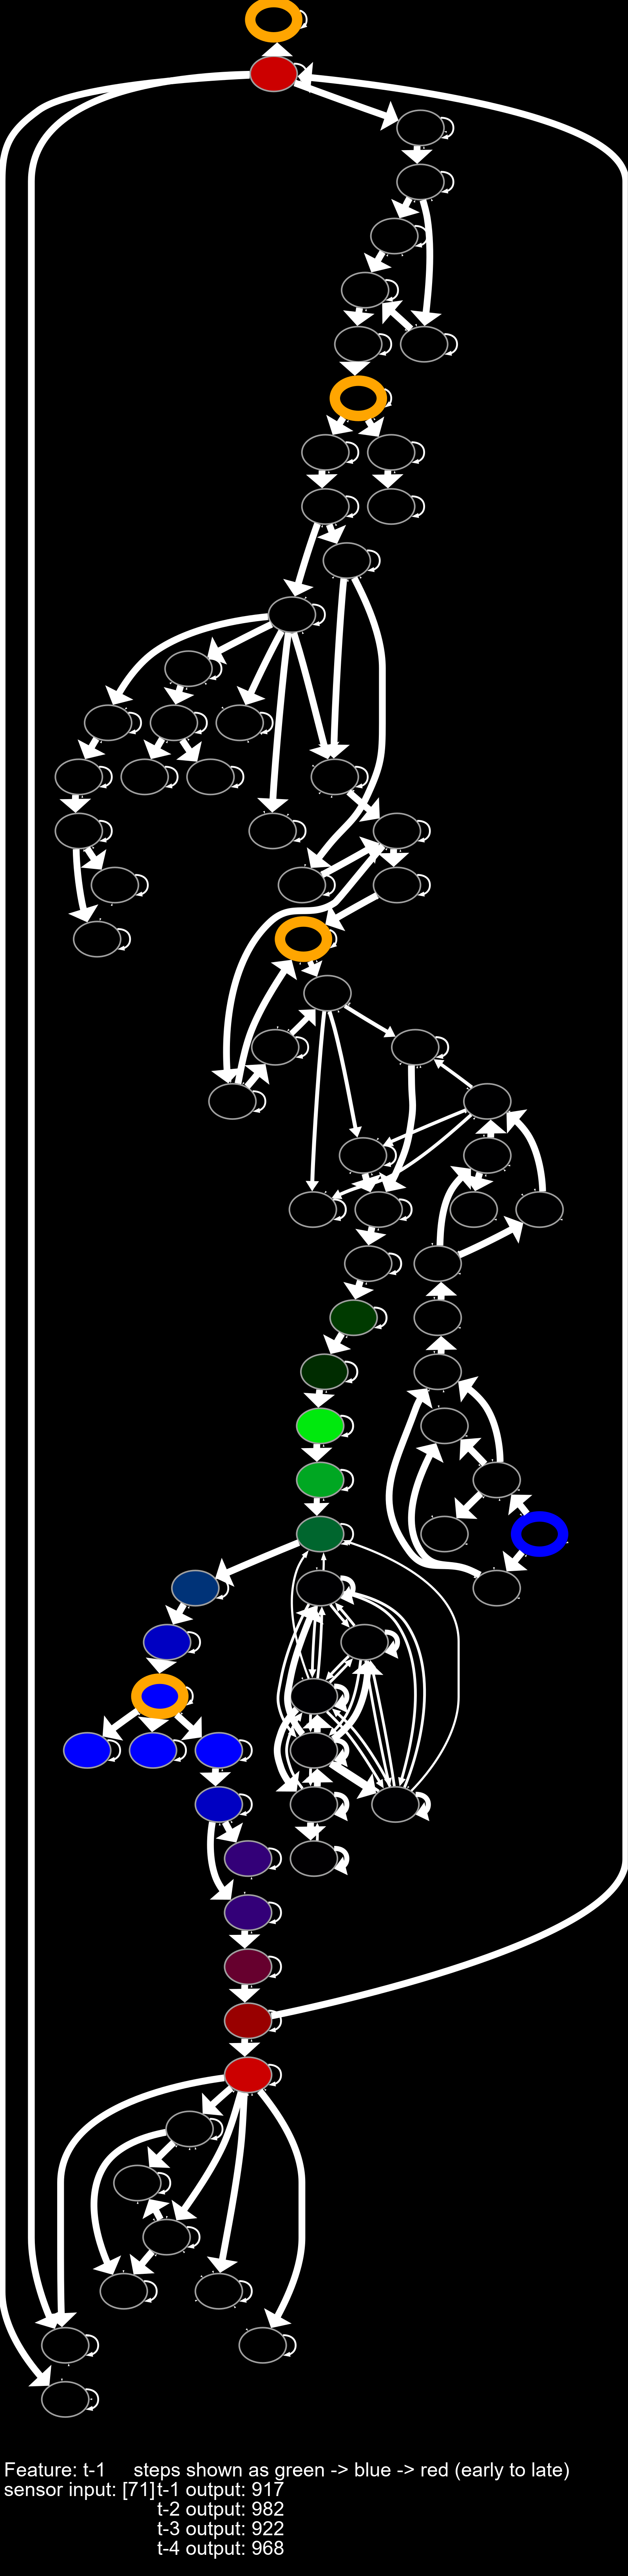 Feature: t-1     steps shown as green -> blue -> red (early to late)
sensor input: [71] t-1 output: 917
t-2 output: 982
t-3 output: 922
t-4 output: 968